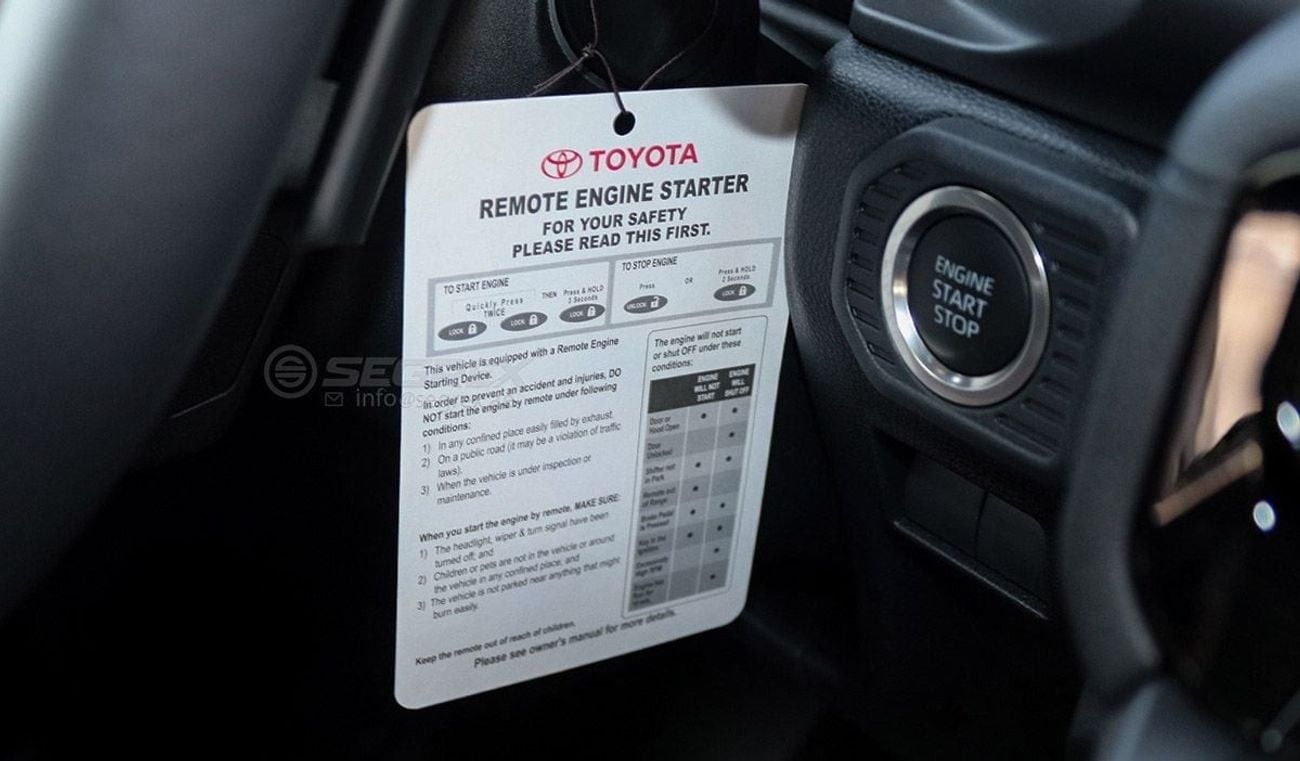 TOYOTA
REMOTE ENGINE STARTER
FOR YOUR SAFETY
PLEASE READ THIS FIRST.
TO START ENGINE
Quickly Press
TWICE
THEN
Press & HOLD
3 Seconds
LOCK
LOCK
LOCK
TO STOP ENGINE
Press
OR
Press & HOLD
2 Seconds
UNLOCK
LOCK
This vehicle is equipped with a Remote Engine
Starting Device.
In order to prevent an accident and injuries, DO
NOT start the engine by remote under following
conditions:
1) In any confined place easily filled by exhaust.
2) On a public road (it may be a violation of traffic
laws).
3) When the vehicle is under inspection or
maintenance.
When you start the engine by remote, MAKE SURE:
1) The headlight, wiper & turn signal have been
turned off; and
2) Children or pets are not in the vehicle or around
the vehicle in any confined place; and
3) The vehicle is not parked near anything that might
burn easily.
The engine will not start
or shut OFF under these
conditions:
ENGINE
WILL NOT
START
ENGINE
WILL
SHUT OFF
Door or
Hood Open
Door
Unlocked
Shifter not
in Park
Remote out
of Range
Brake Pedal
is Pressed
Key in the
Ignition
Excessively
High RPM
Engine has
Keep the remote out of reach of children.
Please see owner's manual for more details.
ENGINE
START
STOP